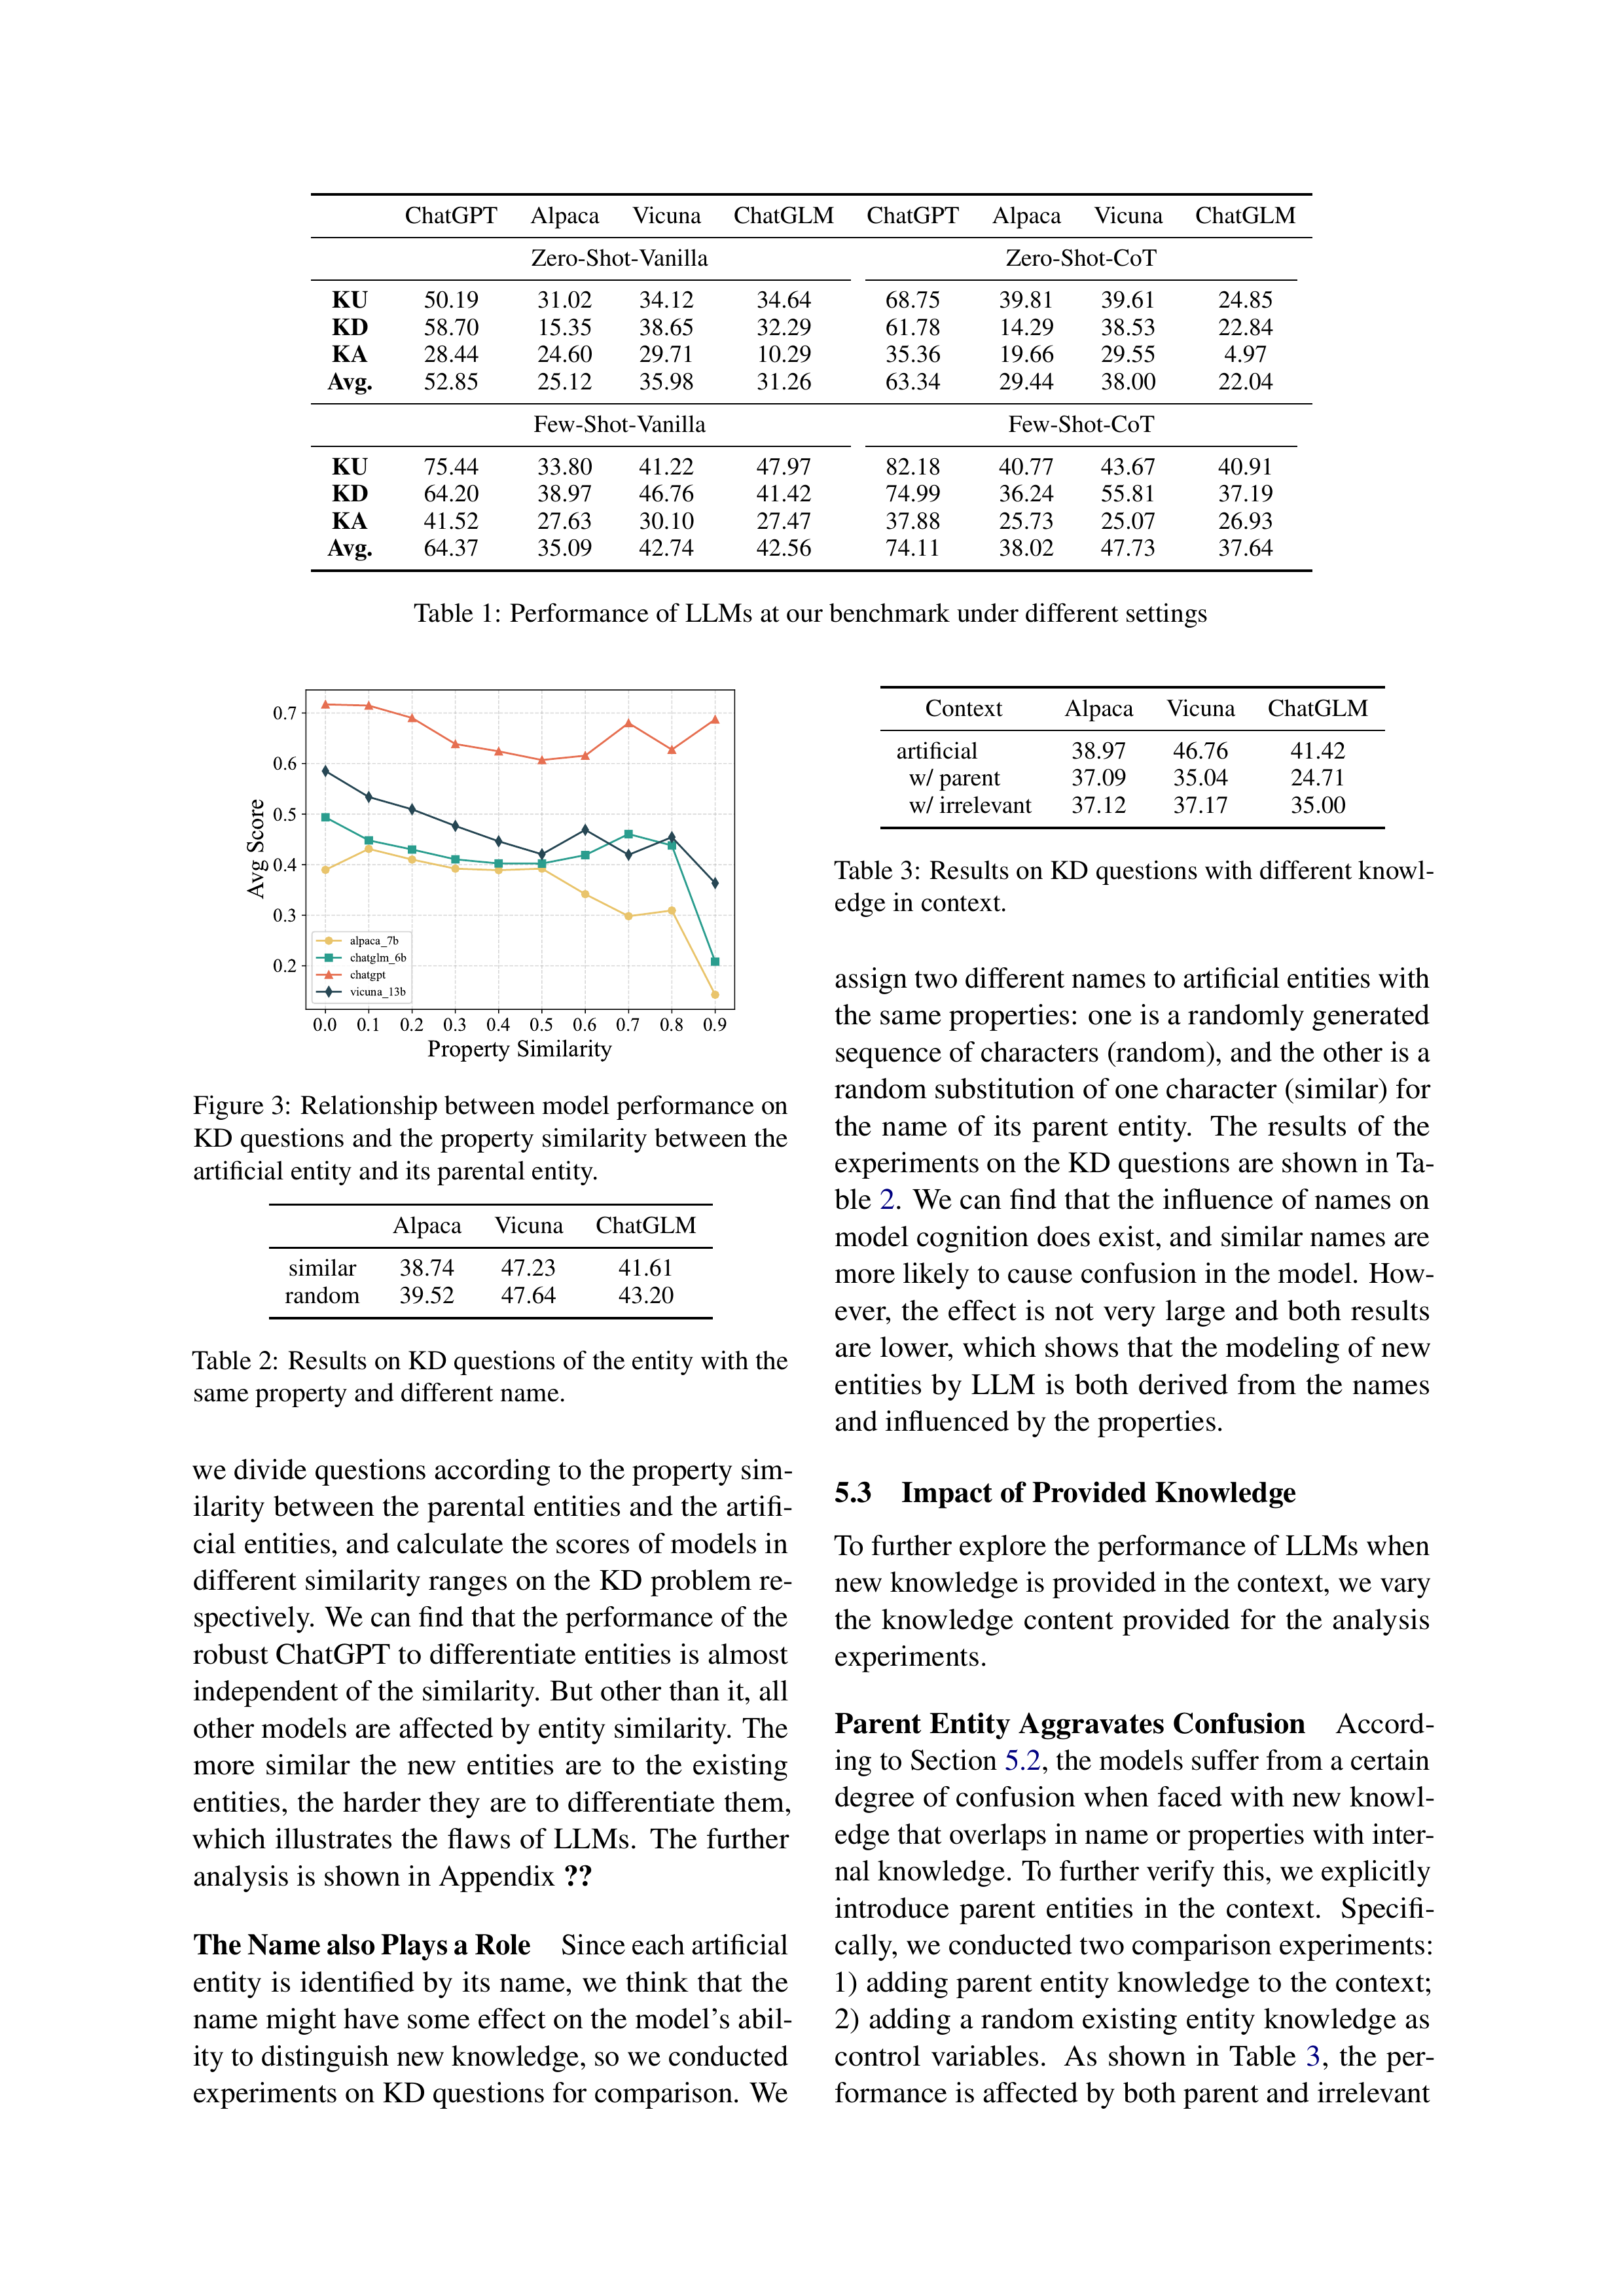 ChatGPT Alpaca Vicuna ChatGLM ChatGPT Alpaca Vicuna ChatGLM
Zero-Shot-Vanilla Zero-Shot-CoT
KU 50.19 31.02 34.12 34.64 68.75 39.81 39.61 24.85
KD 58.70 15.35 38.65 32.29 61.78 14.29 38.53 22.84
KA 28.44 24.60 29.71 10.29 35.36 19.66 29.55 4.97
Avg. 52.85 25.12 35.98 31.26 63.34 29.44 38.00 22.04
Few-Shot-Vanilla Few-Shot-CoT
KU 75.44 33.80 41.22 47.97 82.18 40.77 43.67 40.91
KD 64.20 38.97 46.76 41.42 74.99 36.24 55.81 37.19
KA 41.52 27.63 30.10 27.47 37.88 25.73 25.07 26.93
Avg. 64.37 35.09 42.74 42.56 74.11 38.02 47.73 37.64
Table 1: Performance of LLMs at our benchmark under different settings
Avg Score
0.7
0.6
0.5
0.4
0.3
0.2
alpaca_7b
chatglm_6b
chatgpt
vicuna_13b
0.0 0.1 0.2 0.3 0.4 0.5 0.6 0.7 0.8 0.9
Property Similarity
Figure 3: Relationship between model performance on
KD questions and the property similarity between the
artificial entity and its parental entity.
Alpaca Vicuna ChatGLM
similar 38.74 47.23 41.61
random 39.52 47.64 43.20
Table 2: Results on KD questions of the entity with the
same property and different name.
we divide questions according to the property sim-
ilarity between the parental entities and the artifi-
cial entities, and calculate the scores of models in
different similarity ranges on the KD problem re-
spectively. We can find that the performance of the
robust ChatGPT to differentiate entities is almost
independent of the similarity. But other than it, all
other models are affected by entity similarity. The
more similar the new entities are to the existing
entities, the harder they are to differentiate them,
which illustrates the flaws of LLMs. The further
analysis is shown in Appendix ??
The Name also Plays a Role Since each artificial
entity is identified by its name, we think that the
name might have some effect on the model's abil-
ity to distinguish new knowledge, so we conducted
experiments on KD questions for comparison. We
Context Alpaca Vicuna ChatGLM
artificial 38.97 46.76 41.42
w/ parent 37.09 35.04 24.71
w/ irrelevant 37.12 37.17 35.00
Table 3: Results on KD questions with different knowl-
edge in context.
assign two different names to artificial entities with
the same properties: one is a randomly generated
sequence of characters (random), and the other is a
random substitution of one character (similar) for
the name of its parent entity. The results of the
experiments on the KD questions are shown in Ta-
ble 2. We can find that the influence of names on
model cognition does exist, and similar names are
more likely to cause confusion in the model. How-
ever, the effect is not very large and both results
are lower, which shows that the modeling of new
entities by LLM is both derived from the names
and influenced by the properties.
5.3 Impact of Provided Knowledge
To further explore the performance of LLMs when
new knowledge is provided in the context, we vary
the knowledge content provided for the analysis
experiments.
Parent Entity Aggravates Confusion Accord-
ing to Section 5.2, the models suffer from a certain
degree of confusion when faced with new knowl-
edge that overlaps in name or properties with inter-
nal knowledge. To further verify this, we explicitly
introduce parent entities in the context. Specifi-
cally, we conducted two comparison experiments:
1) adding parent entity knowledge to the context;
2) adding a random existing entity knowledge as
control variables. As shown in Table 3, the per-
formance is affected by both parent and irrelevant